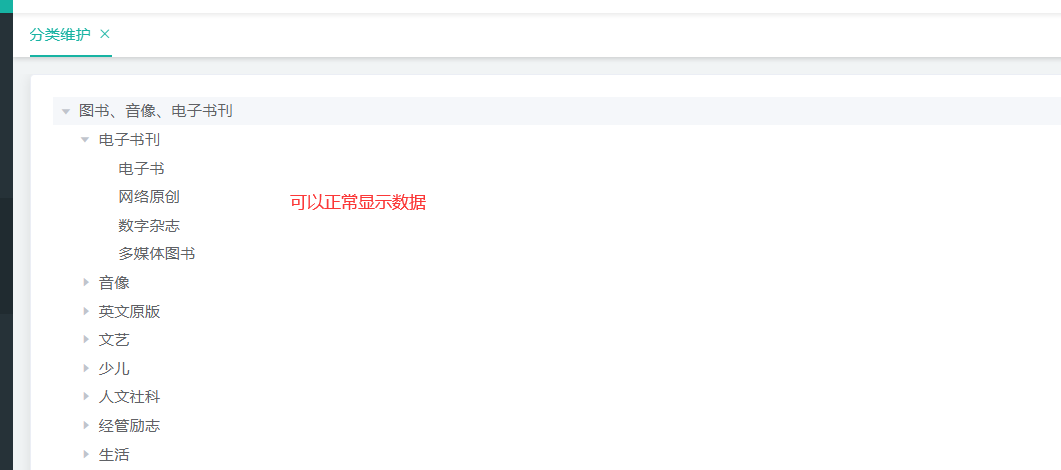 分类维护
图书、音像、电子书刊
电子书刊
电子书
网络原创
可以正常显示数据
数字杂志
多媒体图书
音像
英文原版
文艺
少儿
人文社科
经管励志
生活